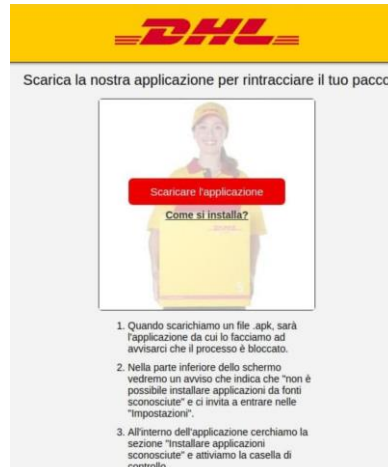 DHL
Scarica la nostra applicazione per rintracciare il tuo pacco
Scaricare l'applicazione
Come si installa?
1. Quando scarichiamo un file .apk, sarà
l'applicazione da cui lo facciamo ad
avvisarci che il processo è bloccato.
2. Nella parte inferiore dello schermo
vedremo un avviso che indica che "non è
possibile installare applicazioni da fonti
sconosciute" e ci invita a entrare nelle
"Impostazioni".
3. All'interno dell'applicazione cerchiamo la
sezione "Installare applicazioni
sconosciute" e attiviamo la casella di
controllo